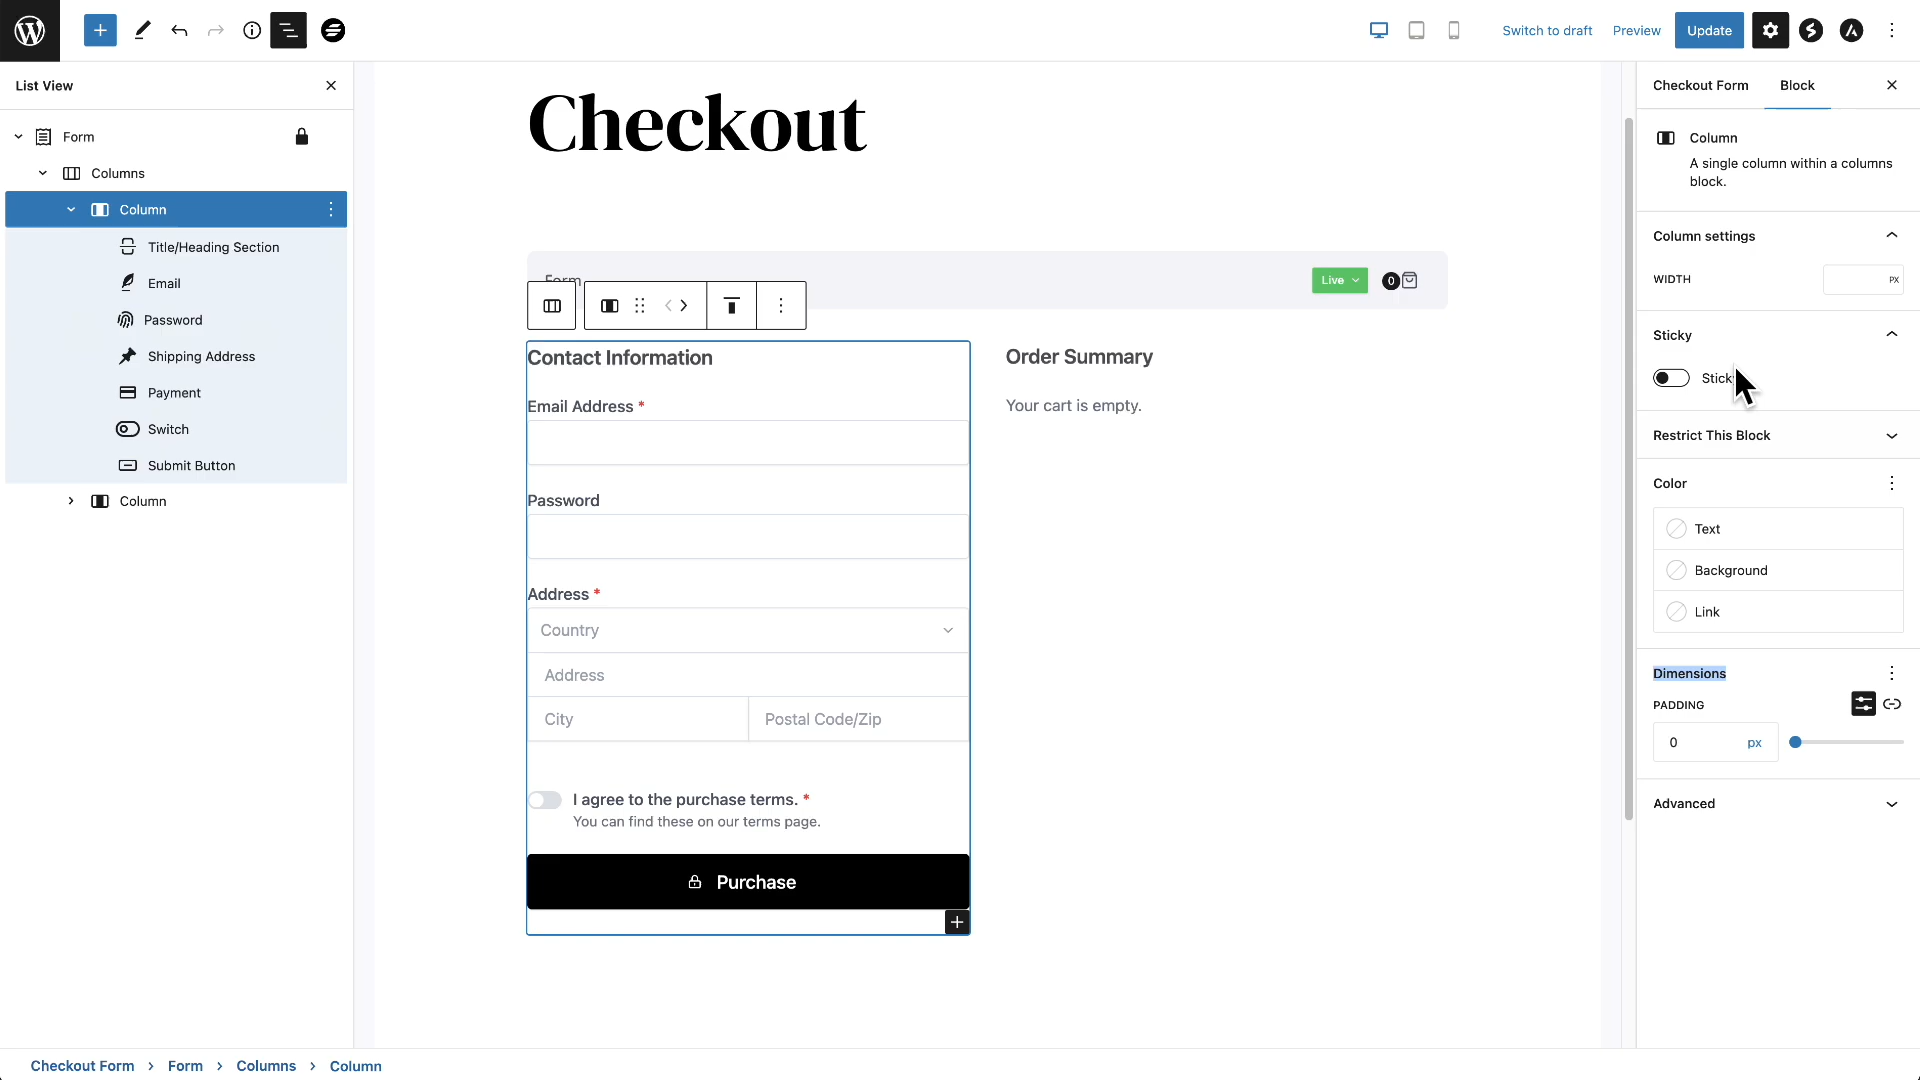 Switch to draft
Preview
Update
List View
Form
Columns
Column
Title/Heading Section
Email
Password
Shipping Address
Payment
Switch
Submit Button
Column
Checkout
Form
Live
0
Contact Information
Email Address *
Password
Address *
Country
Address
City
Postal Code/Zip
I agree to the purchase terms. *
You can find these on our terms page.
Purchase
Order Summary
Your cart is empty.
Checkout Form
Block
Column
A single column within a columns
block.
Column settings
WIDTH
PX
Sticky
Restrict This Block
Color
Text
Background
Link
Dimensions
PADDING
0
px
Advanced
Checkout Form > Form > Columns > Column